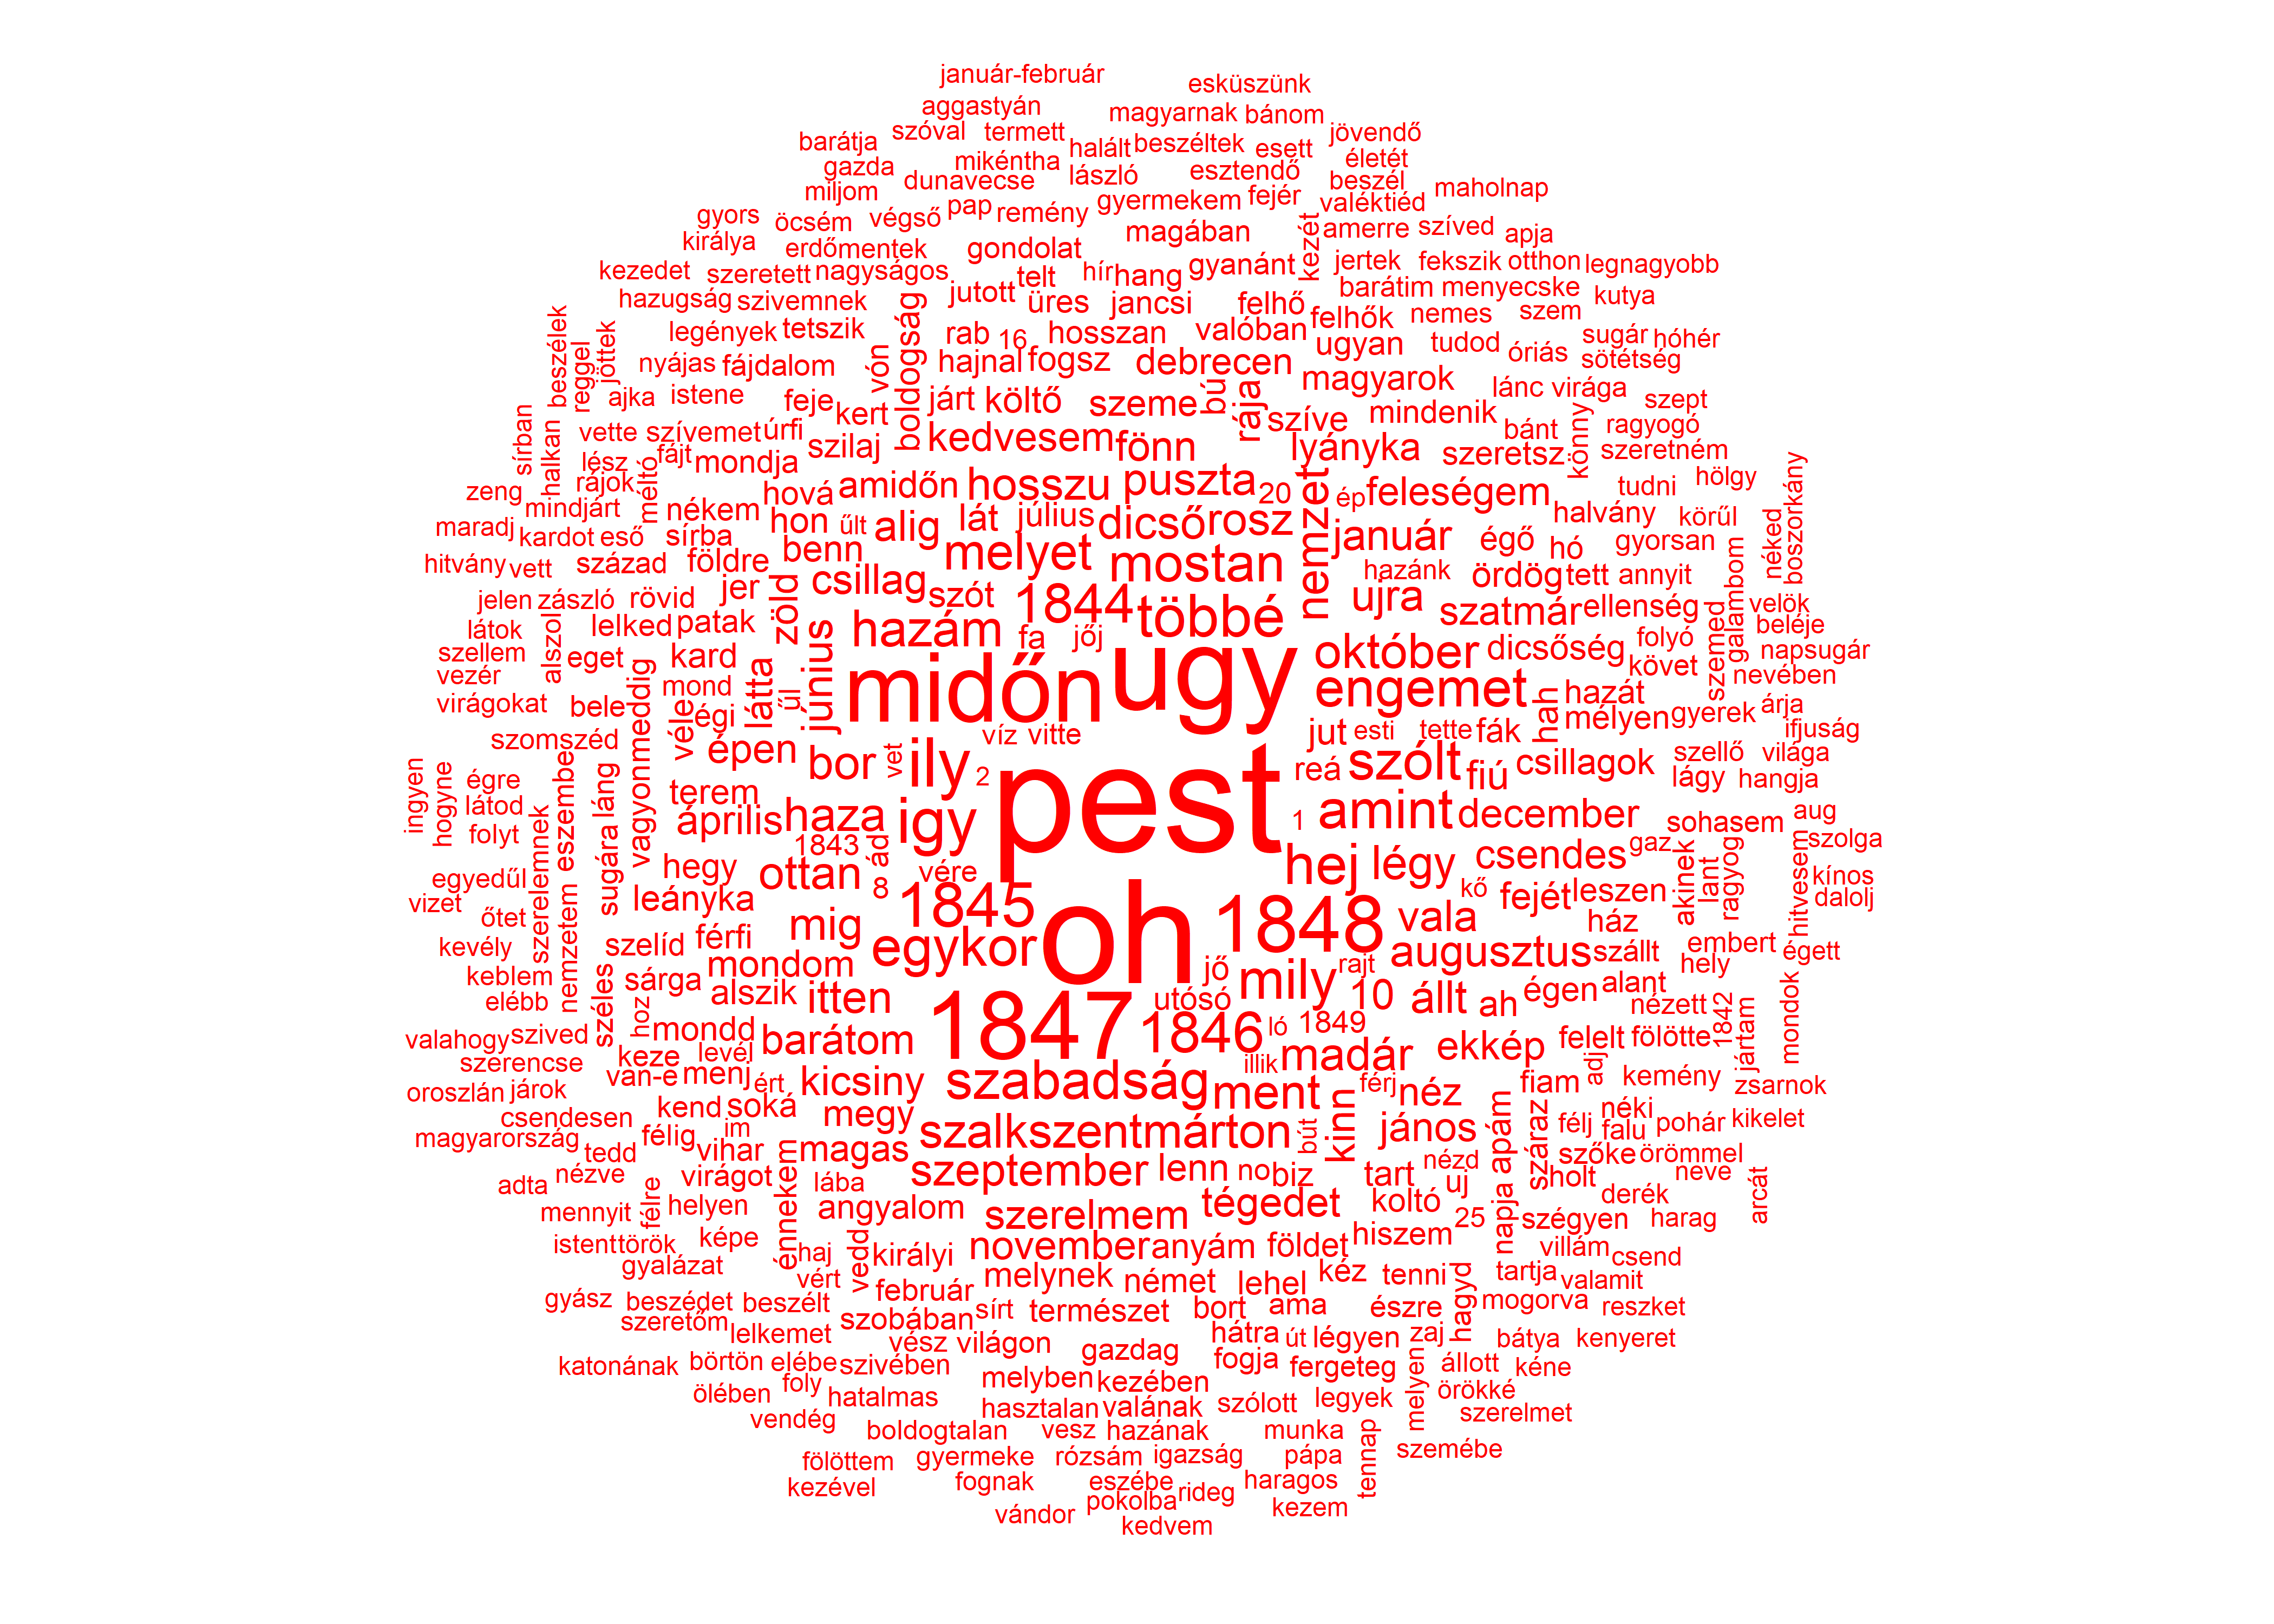 január-február esküszünk
aggastyán magyarnak bánom
barátja szóval termett halált beszéltek esett jövendő
gazda mikéntha életét
miljom dunavecse lászló esztendő beszél maholnap
gyors öcsém végső pap remény gyermekem fejér valéktiéd
királya erdőmentek gondolat magában kezét amerre szíved apja
kezedet szeretett nagyságos telt hír hang gyanánt jertek fekszik otthon legnagyobb
hazugság szivemnek boldogság jutott üres jancsi felhő barátim menyecske kutya
beszélek reggel jöttek legények tetszik rab 16 hosszan valóban felhők nemes szem sugár hóhér
nyájas fájdalom vón hajnal fogsz debrecen ugyan tudod óriás sötétség
ajka istene feje kert járt költő szeme bú rája magyarok lánc virága szept
sírban halkan vette szívemet úrfi szilaj kedvesem fönn szíve mindenik bánt könny ragyogó
lész fájt mondja lyányka szeretsz szeretném
zeng rájok méltó hová amidőn hosszu puszta 20 nemzet ép feleségem tudni hölgy boszorkány
maradj mindjárt nékem hon űlt alig lát július dicső rosz halvány körűl
kardot eső sírba benn melyet mostan január égő hó gyorsan néked
hitvány vett század földre jer zöld csillag szót 1844 többé hazánk ördög tett annyit galambom
jelen zászló rövid ujra szatmár ellenség velök
látok alszol lelked patak június hazám fa jőj október dicsőség folyó szemed beléje
szellem eget kard látta midőn ugy követ napsugár
vezér vagyonmeddig mond űl engemet hah hazát nevében
virágokat bele véle égi mélyen gyerek árja
szomszéd épen bor vet ily víz vitte jut esti tette fák szellő világa ifjuság
ingyen hogyne égre eszembe láng terem 2 pest reá szólt fiú csillagok lágy hangja
látod szerelemnek sugára április haza igy 1 amint december sohasem aug
folyt 1843 ád hej légy csendes gaz akinek lant ragyog hitvesem szolga
egyedűl hegy ottan 8 vére kő fejét leszen kínos
vizet őtet nemzetem leányka 1845 oh 1848 vala ház dalolj
kevély szelíd férfi mig egykor augusztus szállt embert égett
keblem széles sárga mondom jő mily rajt hely
elébb hoz alszik itten utósó 10 állt ah égen alant nézett 1842 mondok
valahogy szived mondd barátom 1847 1846 ló 1849 felelt fölötte jártam
szerencse keze levél illik madár ekkép adj
oroszlán járok van-e menj ért kicsiny szabadság ment férj néz fiam kemény zsarnok
csendesen kend soká megy kinn jános apám száraz félj néki pohár kikelet
magyarország tedd félig im vihar magas szalkszentmárton bút falu
adta nézve virágot énnekem lába szeptember lenn no biz tart nézd szőke örömmel holt neve arcát
mennyit félre helyen angyalom szerelmem tégedet koltó uj 25 napja derék szégyen harag
istent török képe haj vedd királyi november anyám földet hiszem villám csend
gyalázat vért február melynek német lehel kéz tenni hagyd tartja valamit
gyász beszédet beszélt szobában sírt természet bort ama észre mogorva reszket
szeretőm lelkemet vész világon gazdag hátra út légyen zaj bátya kenyeret
katonának börtön elébe szivében fogja fergeteg melyen állott kéne
ölében foly hatalmas melyben kezében örökké
vendég hasztalan valának szólott legyek szerelmet
boldogtalan vesz hazának munka tennap szemébe
fölöttem gyermeke rózsám igazság pápa
kezével fognak eszébe rideg haragos
vándor pokolba kezem
kedvem